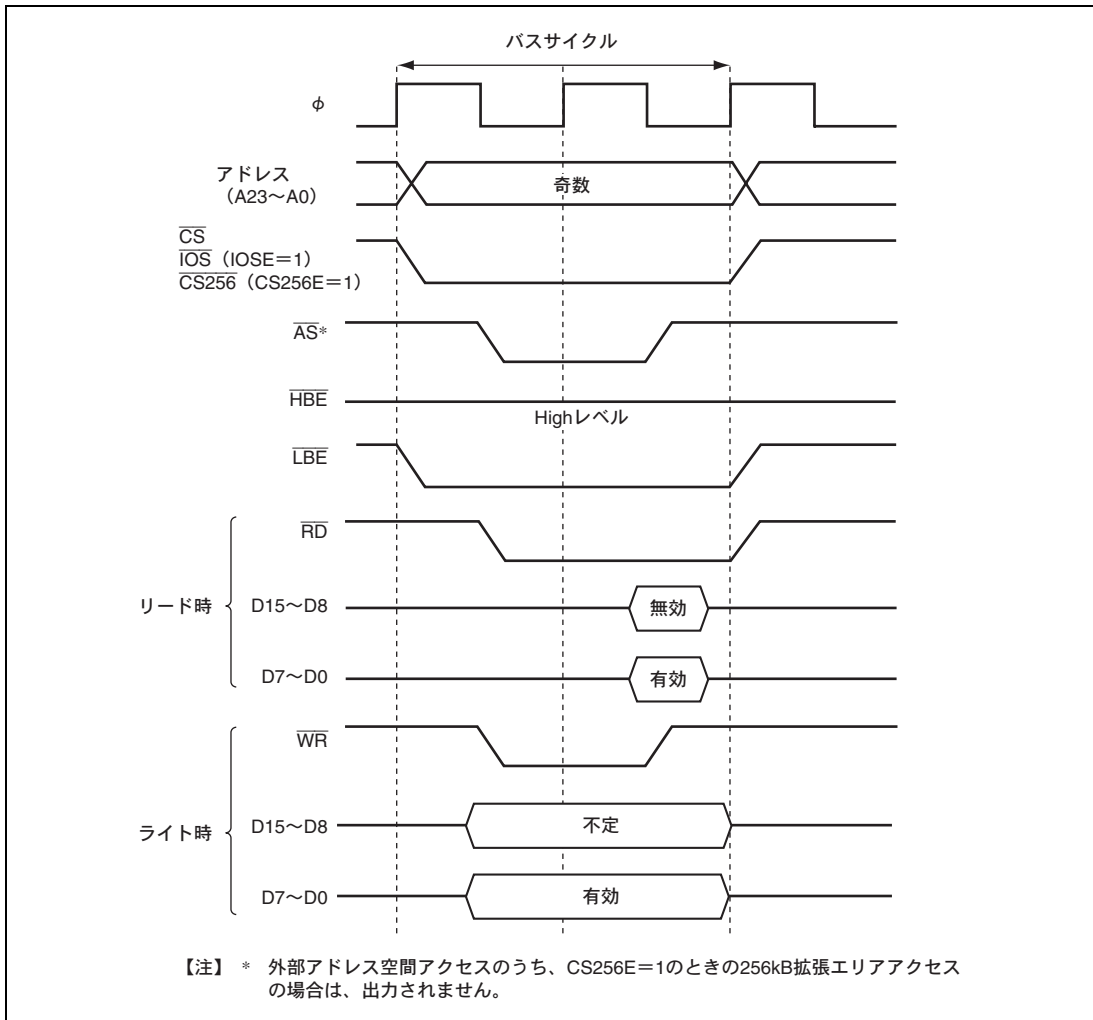 バスサイクル
φ
アドレス
(A23~A0)
奇数
CS
IOS (IOSE=1)
CS256 (CS256E=1)
AS*
HBE
Highレベル
LBE
リード時
RD
D15~D8
無効
D7~D0
有効
ライト時
WR
D15~D8
不定
D7~D0
有効
【注】 * 外部アドレス空間アクセスのうち、CS256E=1のときの256kB拡張エリアアクセス
の場合は、出力されません。